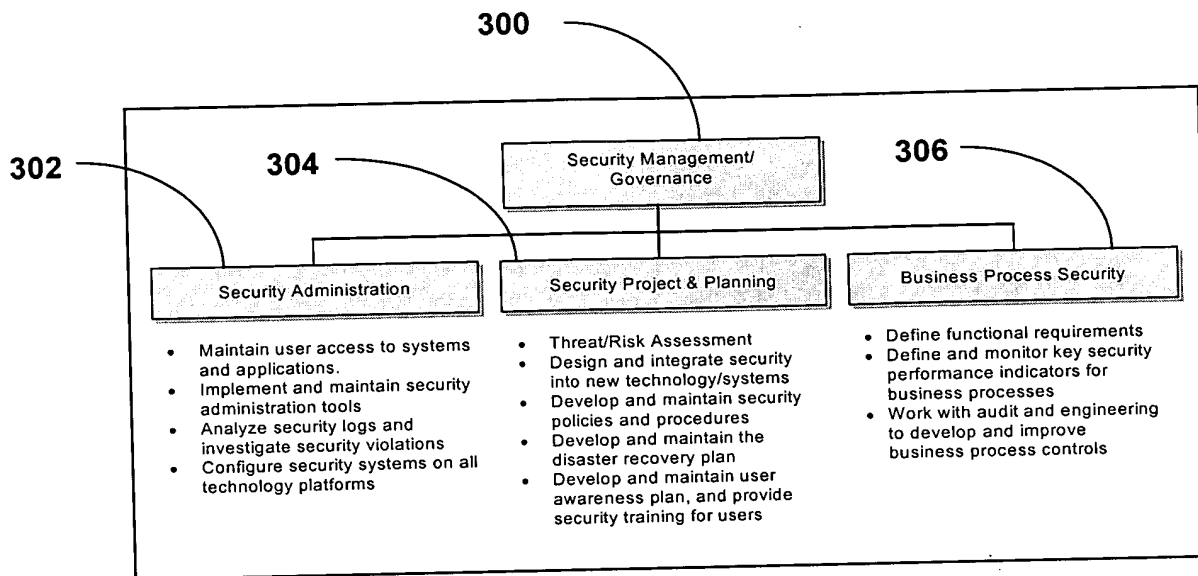 300
302
304
306
Security Management/
Governance
Security Administration
Security Project & Planning
Business Process Security
• Maintain user access to systems
and applications.
• Implement and maintain security
administration tools
• Analyze security logs and
investigate security violations
• Configure security systems on all
technology platforms
• Threat/Risk Assessment
• Design and integrate security
into new technology/systems
• Develop and maintain security
policies and procedures
• Develop and maintain the
disaster recovery plan
• Develop and maintain user
awareness plan, and provide
security training for users
• Define functional requirements
• Define and monitor key security
performance indicators for
business processes
• Work with audit and engineering
to develop and improve
business process controls